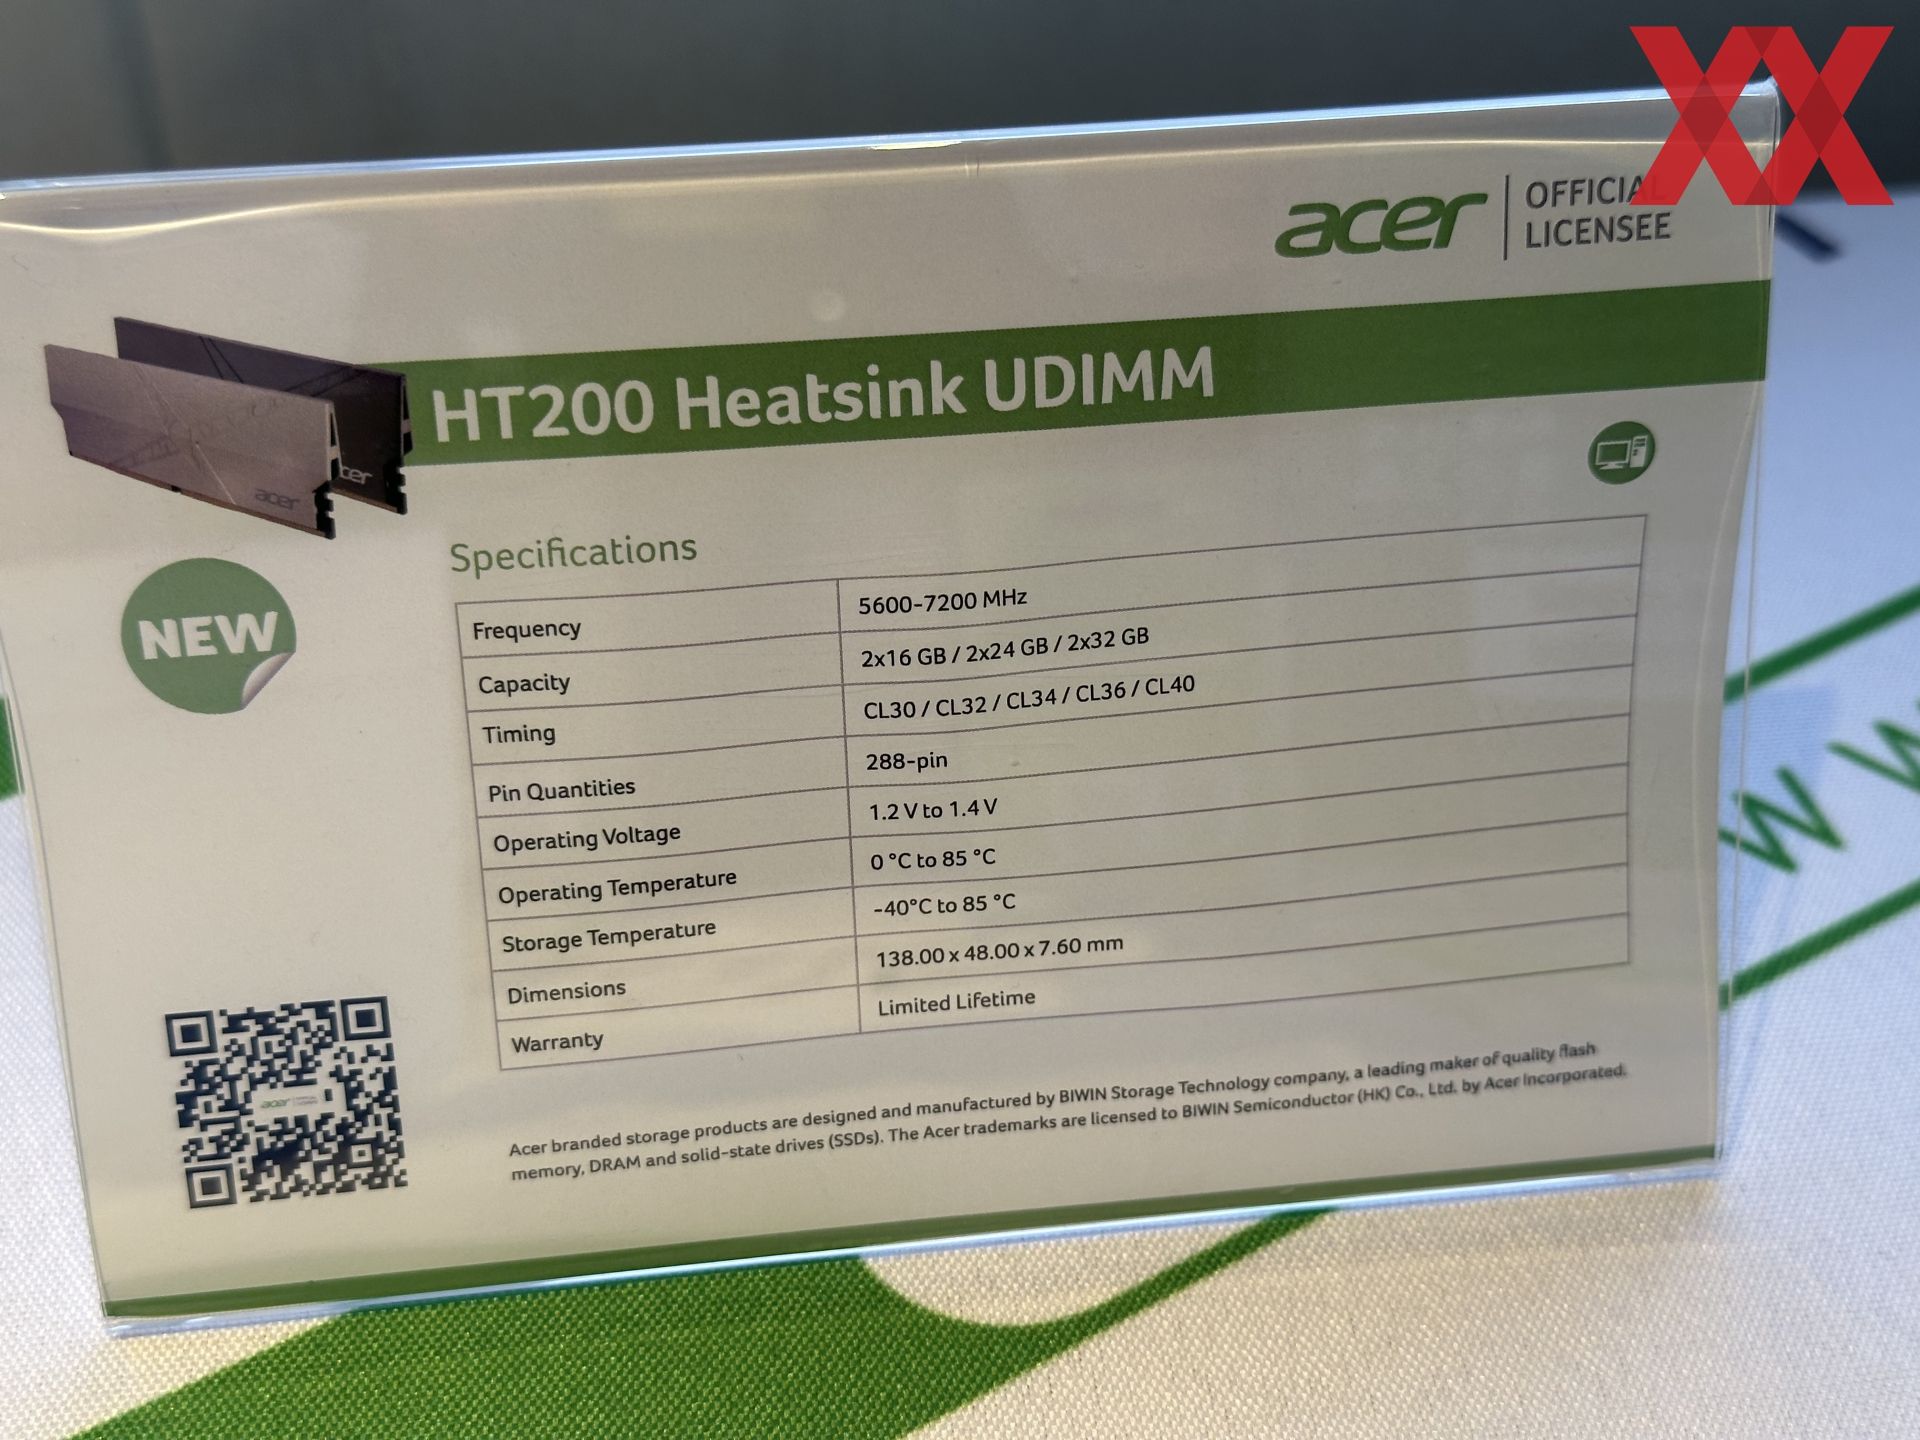 acer
OFFICIAL
LICENSEE
HT200 Heatsink UDIMM
acer
acer
NEW
Specifications
Frequency 5600-7200 MHz
Capacity 2x16 GB / 2x24 GB / 2x32 GB
Timing CL30 / CL32 / CL34 / CL36 / CL40
Pin Quantities 288-pin
Operating Voltage 1.2 V to 1.4 V
Operating Temperature 0 °C to 85 °C
Storage Temperature -40°C to 85 °C
Dimensions 138.00 x 48.00 x 7.60 mm
Warranty Limited Lifetime
acer
Acer branded storage products are designed and manufactured by BIWIN Storage Technology company, a leading maker of quality flash
memory, DRAM and solid-state drives (SSDs). The Acer trademarks are licensed to BIWIN Semiconductor (HK) Co., Ltd. by Acer Incorporated.